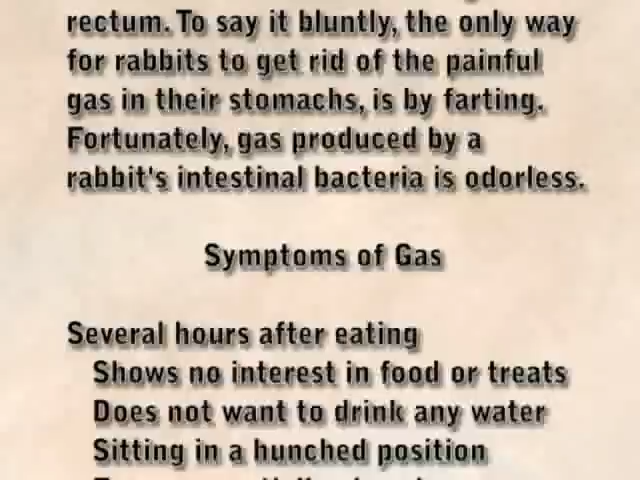 rectum. To say it bluntly, the only way
for rabbits to get rid of the painful
gas in their stomachs, is by farting.
Fortunately, gas produced by a
rabbit's intestinal bacteria is odorless.
Symptoms of Gas
Several hours after eating
Shows no interest in food or treats
Does not want to drink any water
Sitting in a hunched position